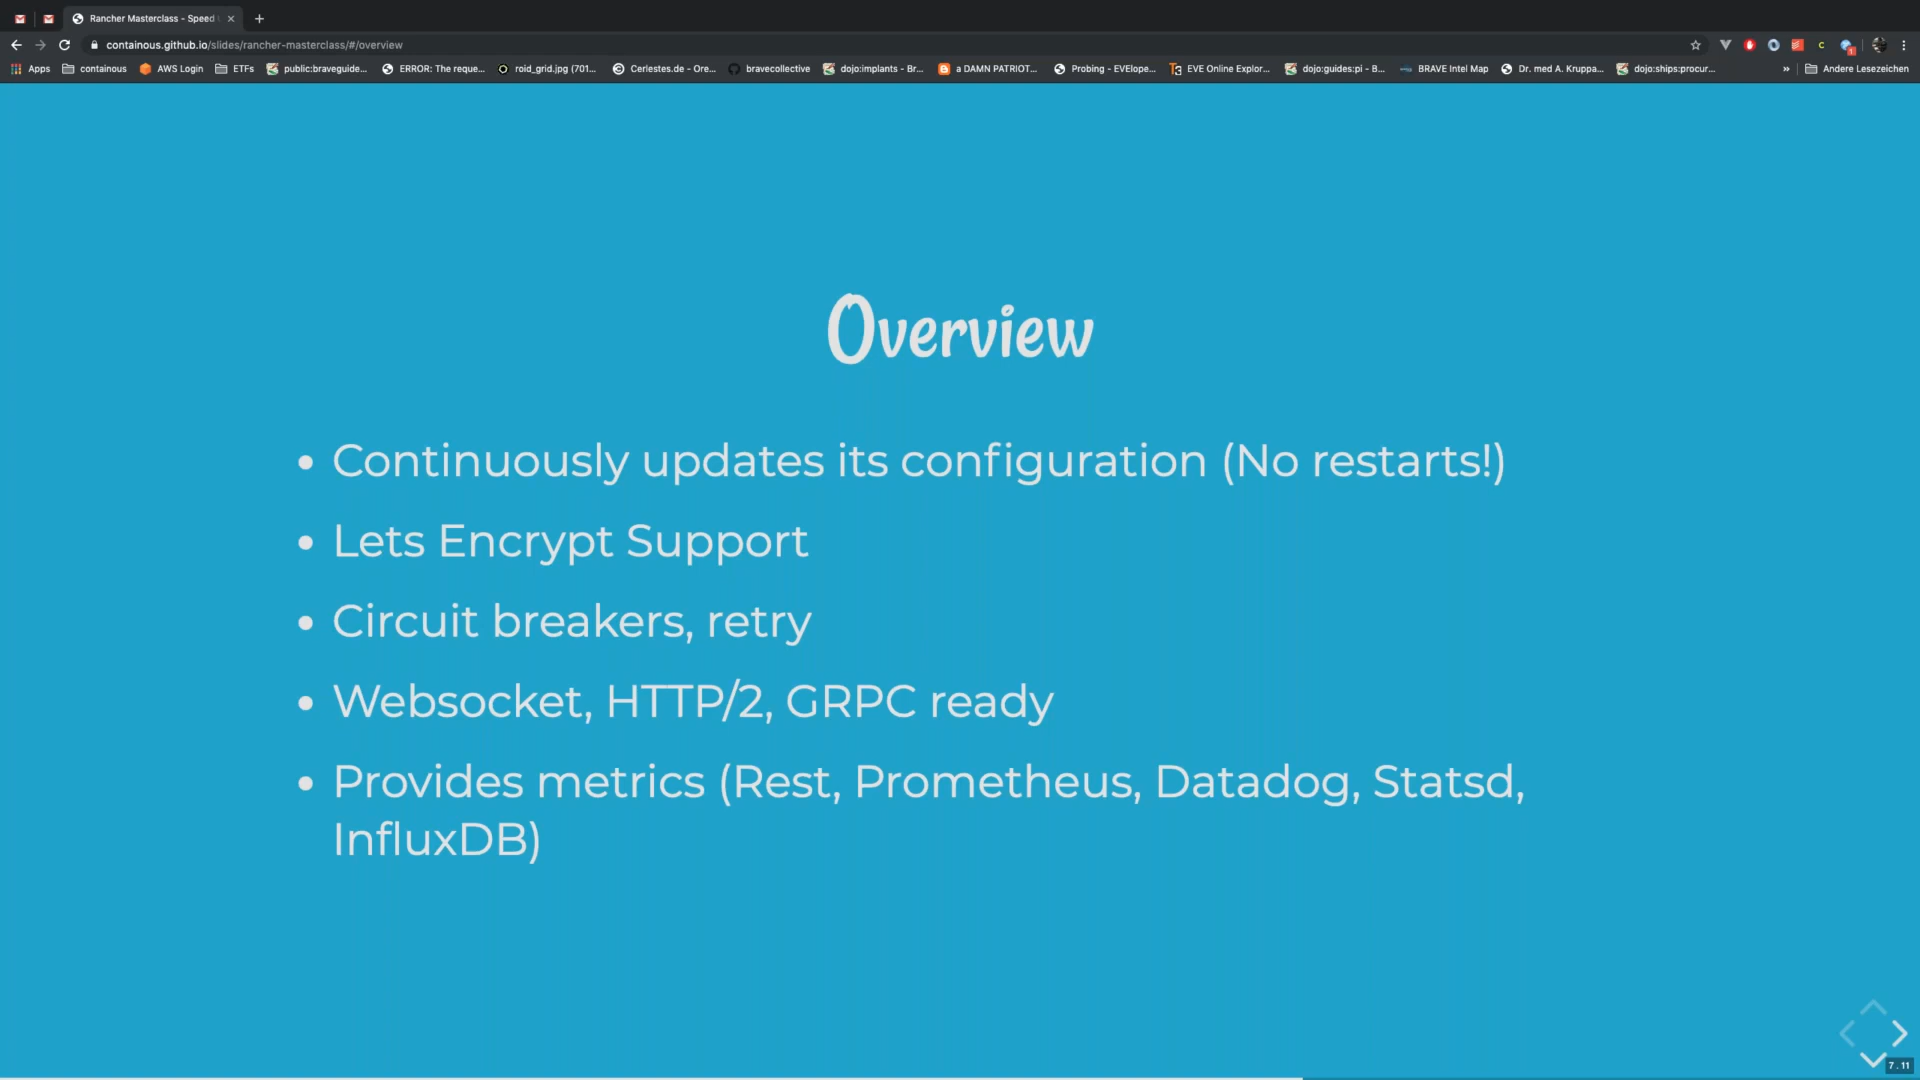 Rancher Masterclass - Speed
containous.github.io/slides/rancher-masterclass/#/overview
Apps containous AWS Login ETFs public:braveguide... ERROR: The reque... roid_grid.jpg (701... Cerlestes.de - Ore... bravecollective dojo:implants - Br... a DAMN PATRIOT... Probing - EVElope... EVE Online Explor... dojo:guides:pi - B... BRAVE Intel Map Dr. med A. Kruppa... dojo:ships:procur... » Andere Lesezeichen
Overview
• Continuously updates its configuration (No restarts!)
• Lets Encrypt Support
• Circuit breakers, retry
• Websocket, HTTP/2, GRPC ready
• Provides metrics (Rest, Prometheus, Datadog, Statsd,
InfluxDB)
7.11